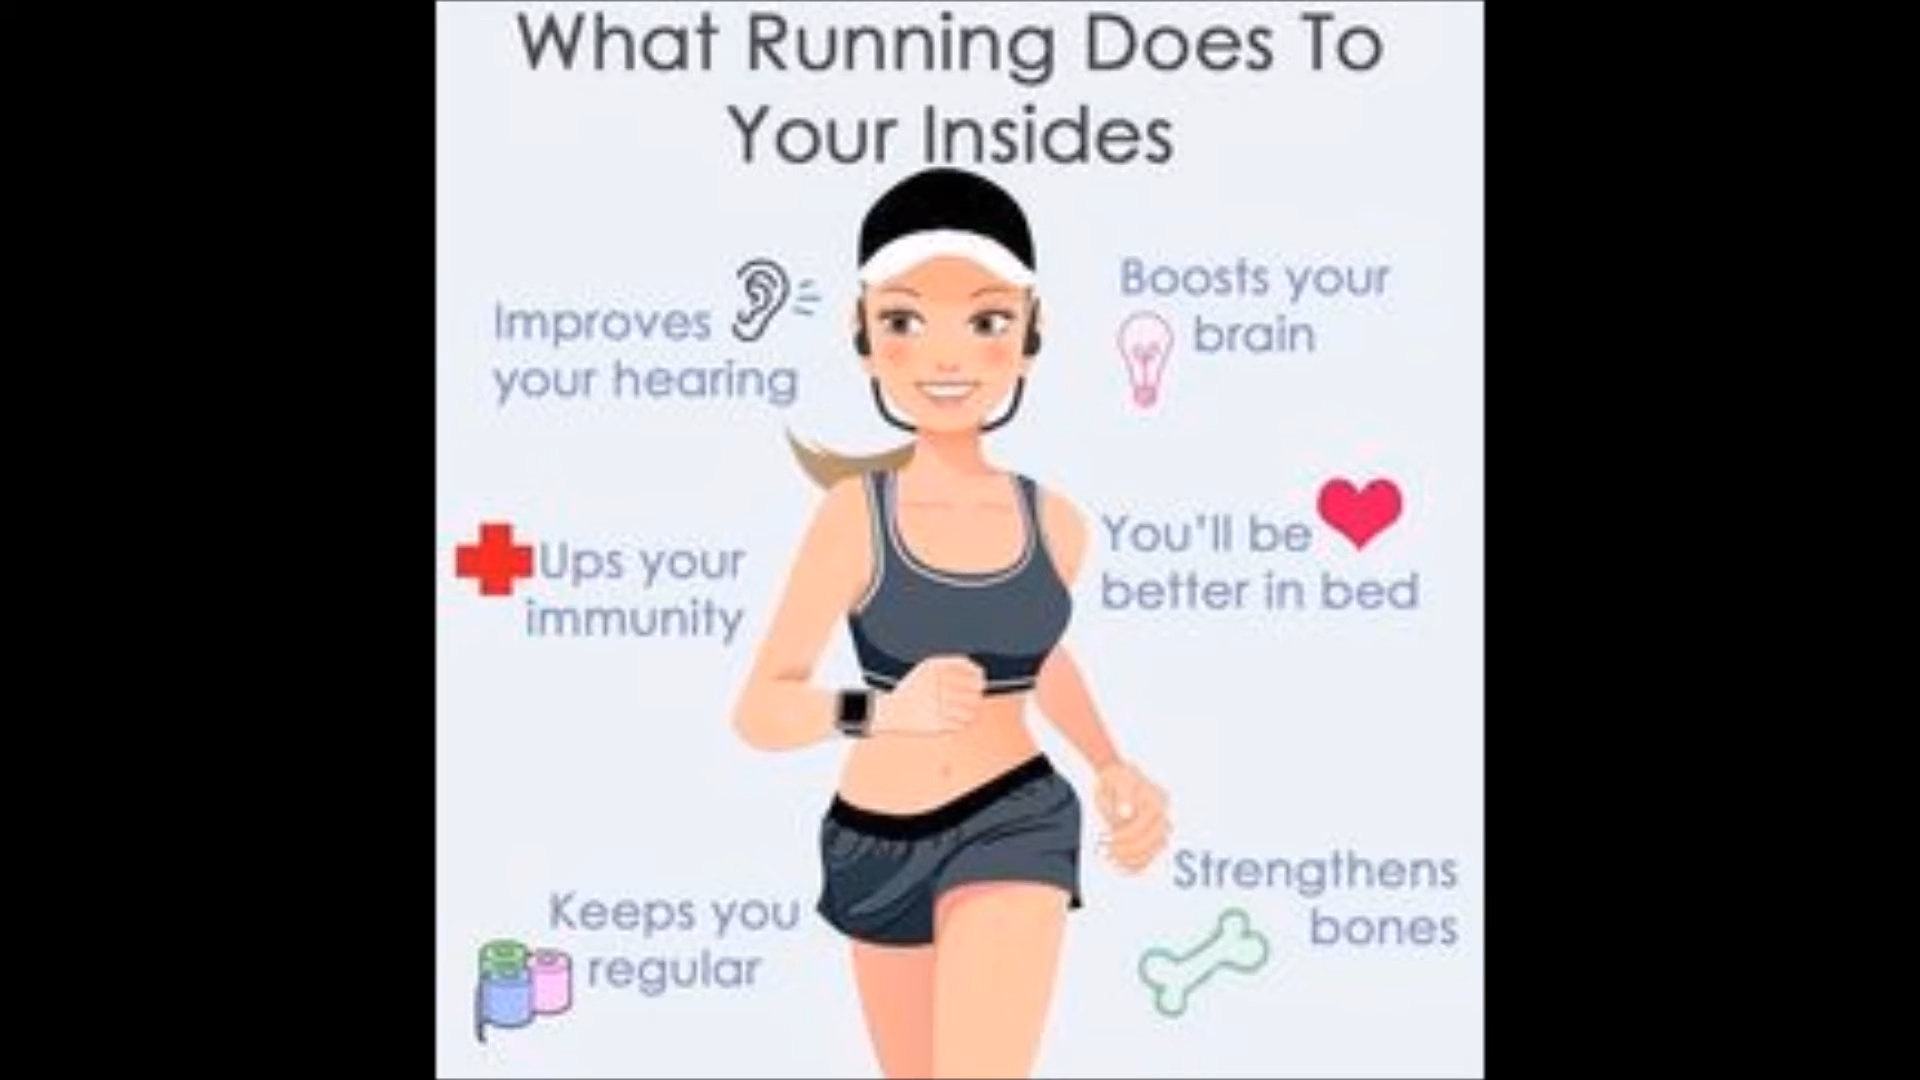 What Running Does To
Your Insides
Improves
your hearing
Boosts your
brain
Ups your
immunity
You'll be
better in bed
Keeps you
regular
Strengthens
bones